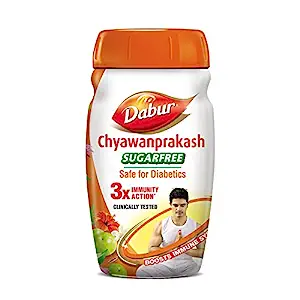 Dabur
Chyawanprakash
SUGARFREE
Safe for Diabetics
3x IMMUNITY
ACTION*
CLINICALLY TESTED
BOOSTS IMMUNE